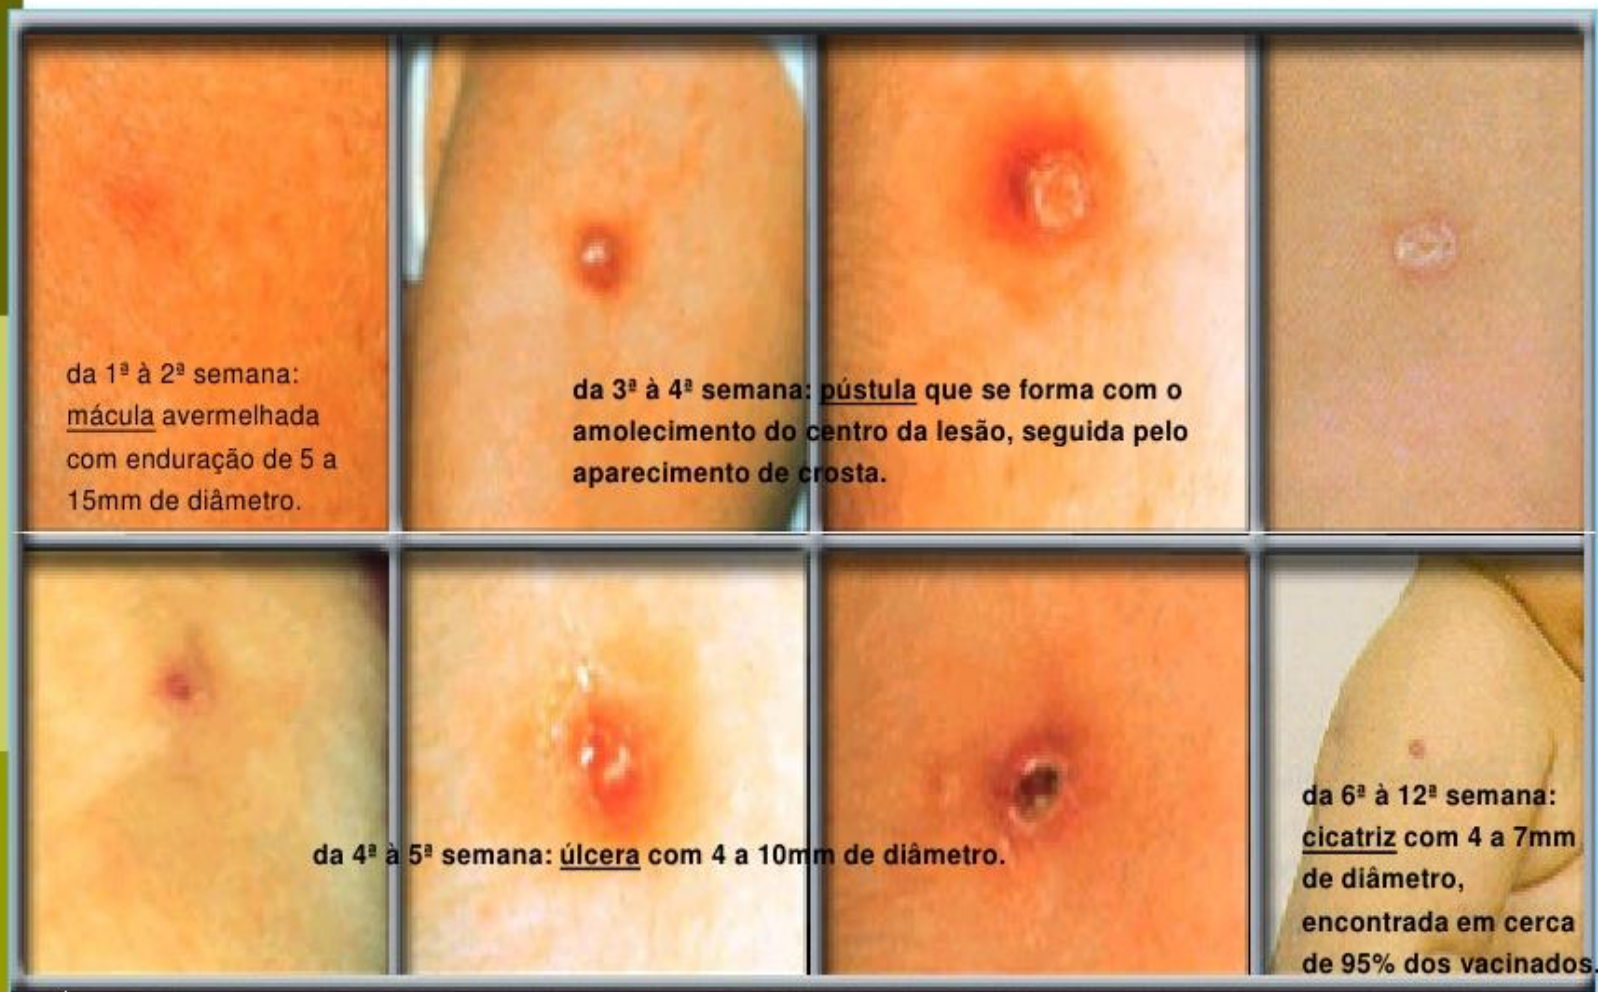 da 1ª à 2ª semana:
mácula avermelhada
com enduração de 5 a
15mm de diâmetro.
da 3ª à 4ª semana: pústula que se forma com o
amolecimento do centro da lesão, seguida pelo
aparecimento de crosta.
da 4ª à 5ª semana: úlcera com 4 a 10mm de diâmetro.
da 6ª à 12ª semana:
cicatriz com 4 a 7mm
de diâmetro,
encontrada em cerca
de 95% dos vacinados.